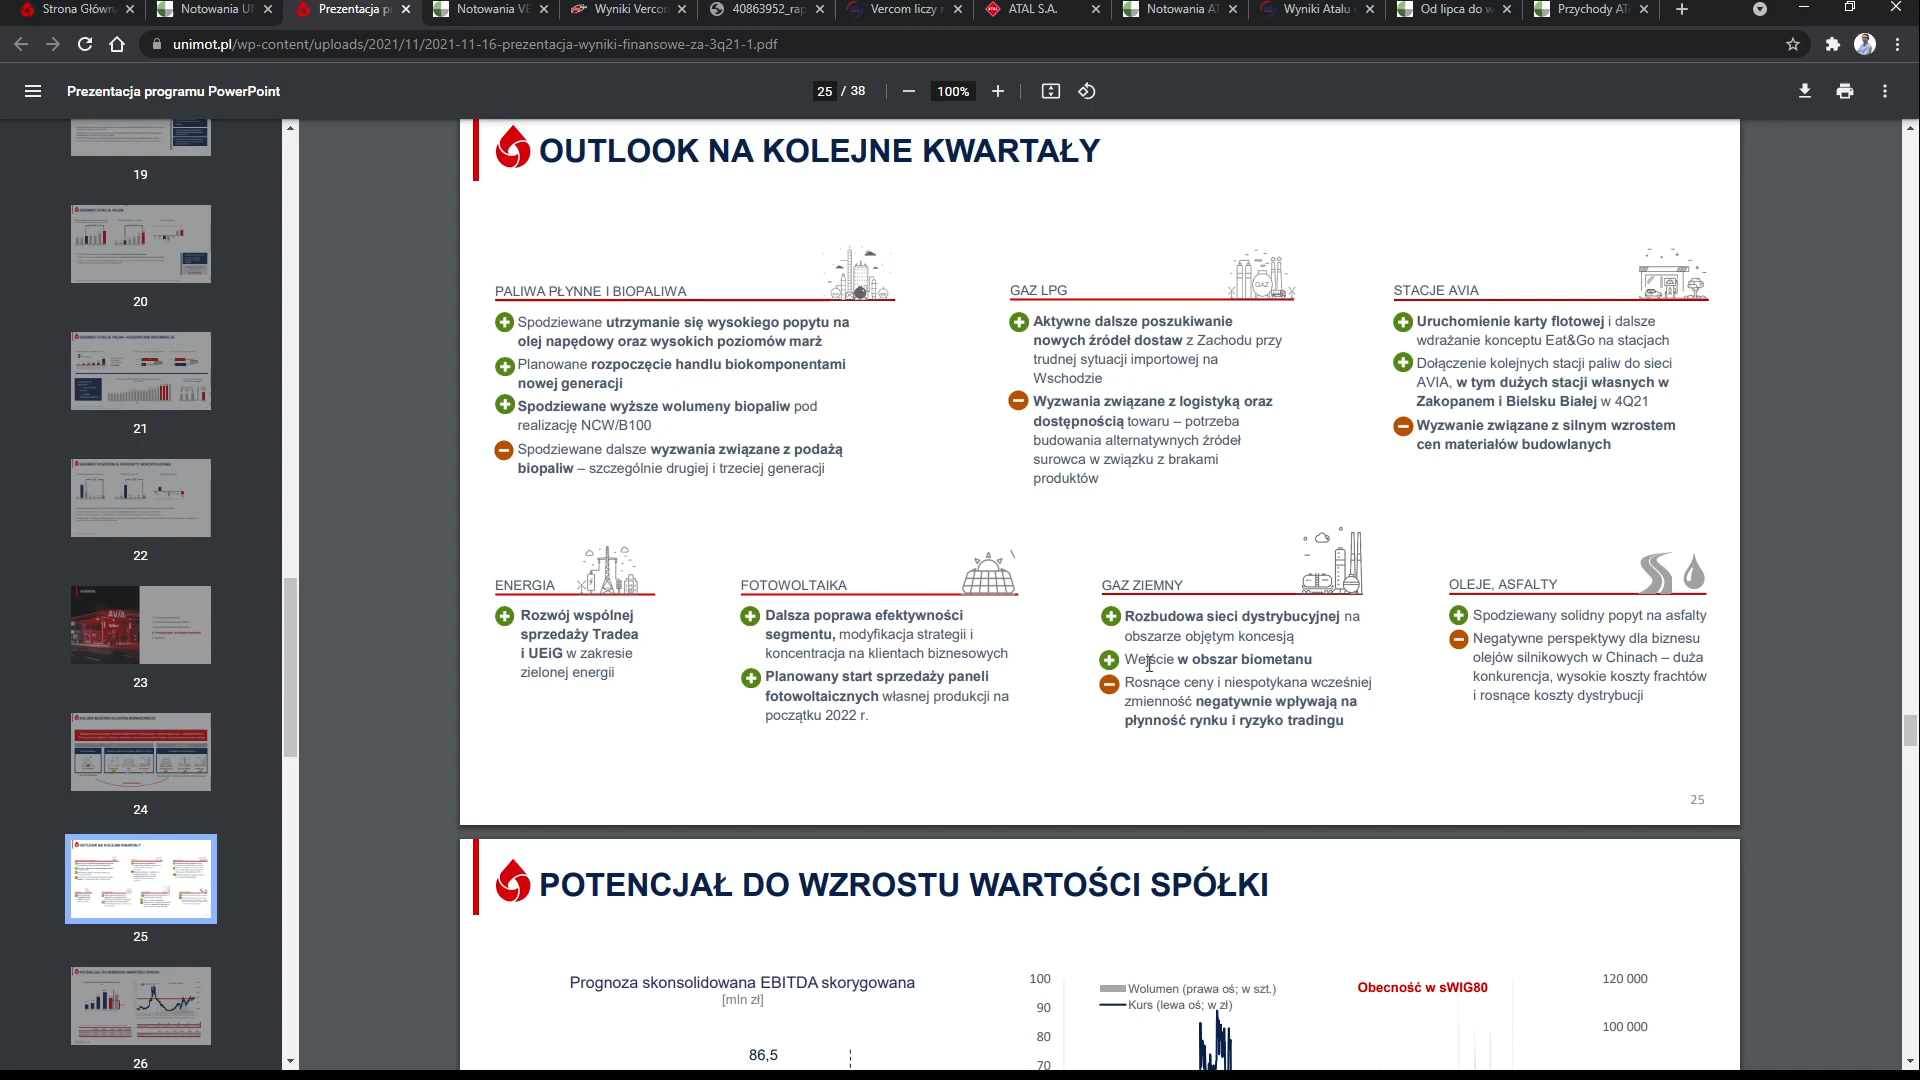 Strona Główn
Notowania U
Prezentacja p
Notowania VE
Wyniki Vercon
40863952_rap
Vercom liczy
ATAL S.A.
Notowania AT
Wyniki Atalu
Od lipca do w
Przychody AT
unimot.pl/wp-content/uploads/2021/11/2021-11-16-prezentacja-wyniki-finansowe-za-3q21-1.pdf
Prezentacja programu PowerPoint
25 / 38
100%
19
20
21
22
23
24
25
26
OUTLOOK NA KOLEJNE KWARTAŁY
PALIWA PŁYNNE I BIOPALIWA
Spodziewane utrzymanie się wysokiego popytu na
olej napędowy oraz wysokich poziomów marż
Planowane rozpoczęcie handlu biokomponentami
nowej generacji
Spodziewane wyższe wolumeny biopaliw pod
realizację NCW/B100
Spodziewane dalsze wyzwania związane z podażą
biopaliw – szczególnie drugiej i trzeciej generacji
GAZ LPG
GAZ
Aktywne dalsze poszukiwanie
nowych źródeł dostaw z Zachodu przy
trudnej sytuacji importowej na
Wschodzie
Wyzwania związane z logistyką oraz
dostępnością towaru – potrzeba
budowania alternatywnych źródeł
surowca w związku z brakami
produktów
STACJE AVIA
Uruchomienie karty flotowej i dalsze
wdrażanie konceptu Eat&Go na stacjach
Dołączenie kolejnych stacji paliw do sieci
AVIA, w tym dużych stacji własnych w
Zakopanem i Bielsku Białej w 4Q21
Wyzwanie związane z silnym wzrostem
cen materiałów budowlanych
ENERGIA
Rozwój wspólnej
sprzedaży Tradea
i UEiG w zakresie
zielonej energii
FOTOWOLTAIKA
Dalsza poprawa efektywności
segmentu, modyfikacja strategii i
koncentracja na klientach biznesowych
Planowany start sprzedaży paneli
fotowoltaicznych własnej produkcji na
początku 2022 r.
GAZ ZIEMNY
Rozbudowa sieci dystrybucyjnej na
obszarze objętym koncesją
Wejście w obszar biometanu
Rosnące ceny i niespotykana wcześniej
zmienność negatywnie wpływają na
płynność rynku i ryzyko tradingu
OLEJE, ASFALTY
Spodziewany solidny popyt na asfalty
Negatywne perspektywy dla biznesu
olejów silnikowych w Chinach – duża
konkurencja, wysokie koszty frachtów
i rosnące koszty dystrybucji
25
POTENCJAŁ DO WZROSTU WARTOŚCI SPÓŁKI
Prognoza skonsolidowana EBITDA skorygowana
[mln zł]
86,5
100
90
80
70
Wolumen (prawa oś; w szt.)
Kurs (lewa oś; w zł)
Obecność w sWIG80
120 000
100 000